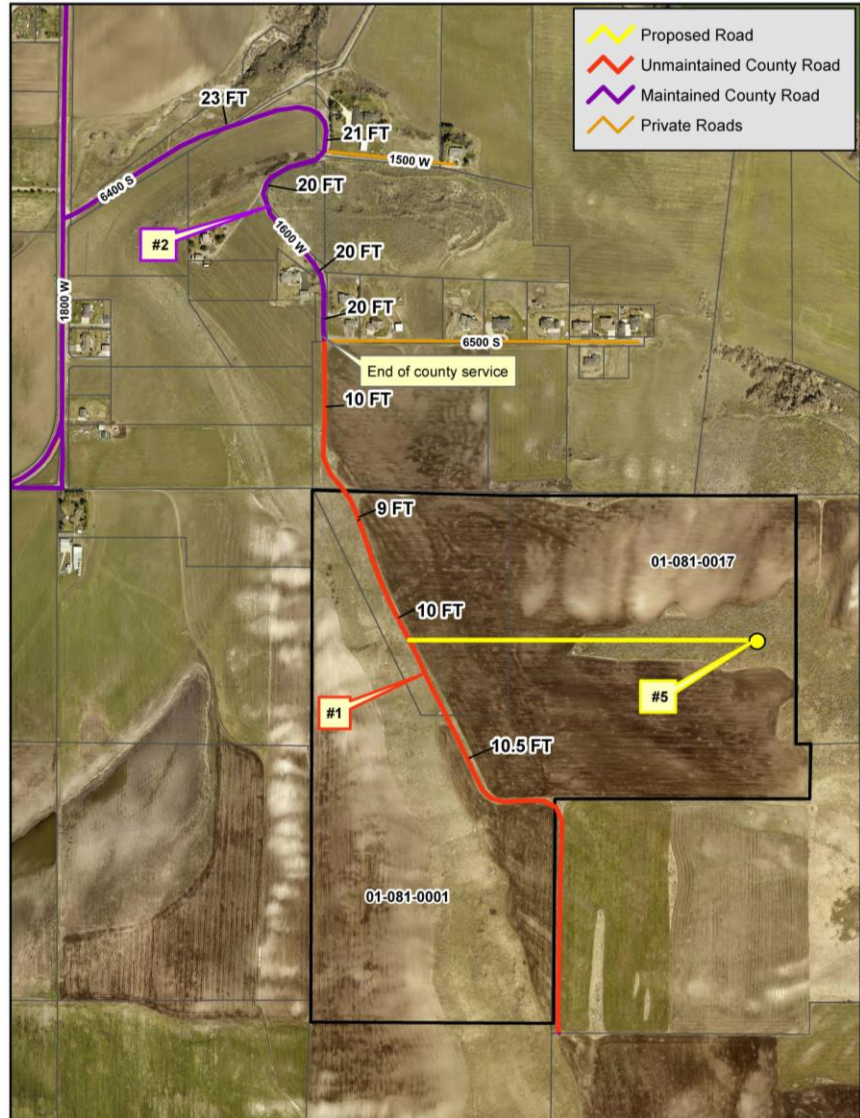 Proposed Road
Unmaintained County Road
Maintained County Road
Private Roads
23 FT
21 FT
1500 W
6400 S
20 FT
#2
1600 W
20 FT
1800 W
20 FT
6500 S
End of county service
10 FT
9 FT
01-081-0017
10 FT
#5
#1
10.5 FT
01-081-0001